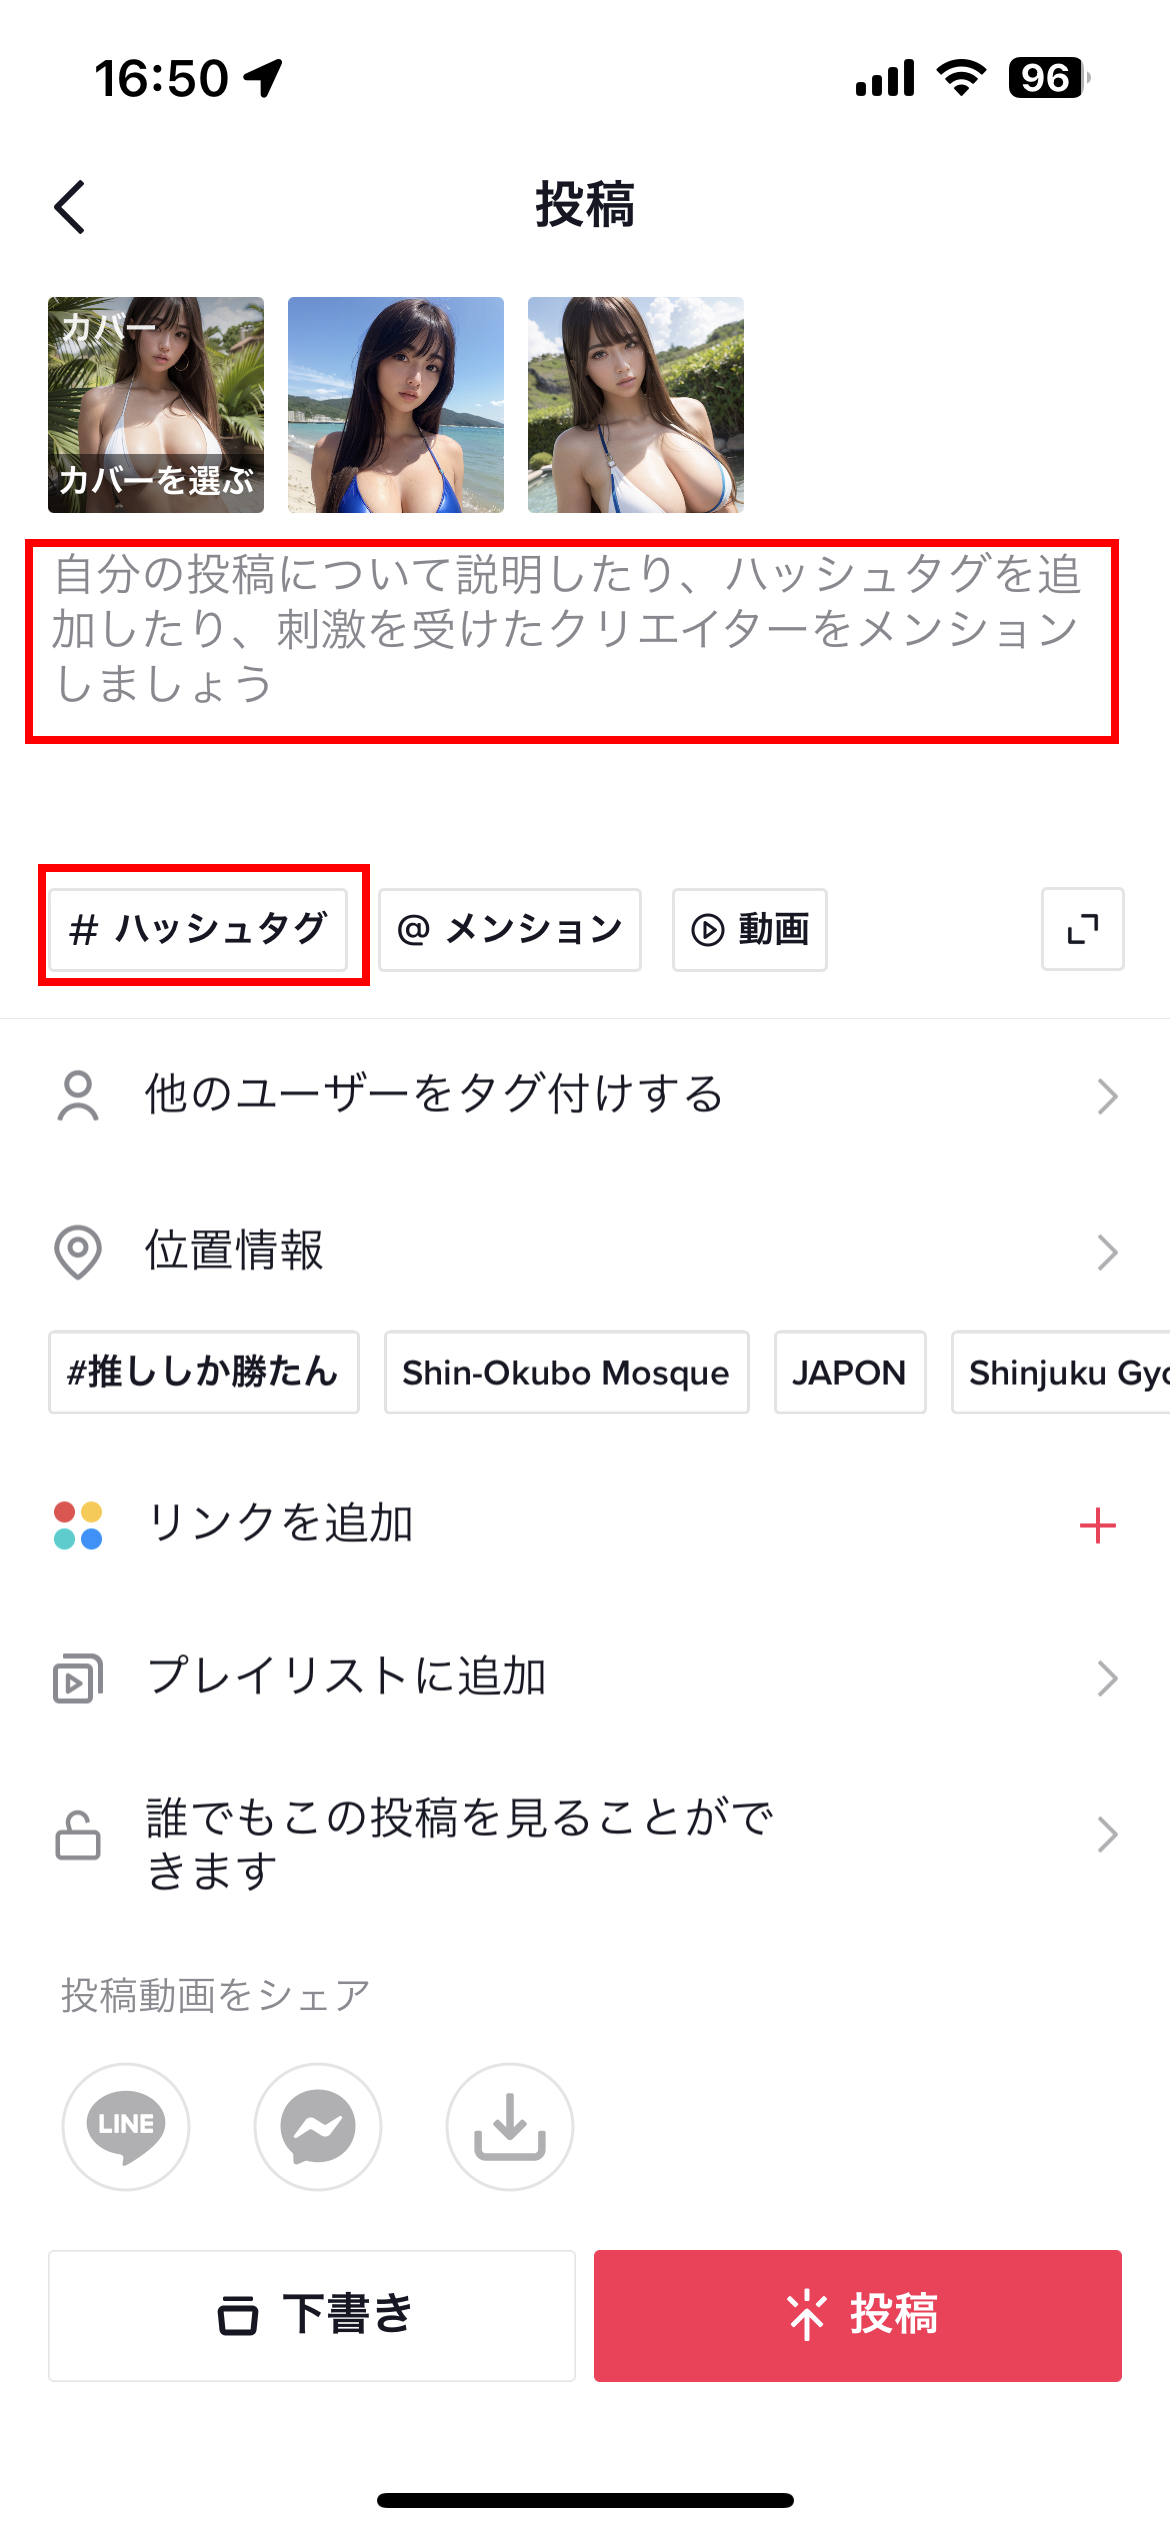 16:50
96
投稿
カバー
カバーを選ぶ
自分の投稿について説明したり、ハッシュタグを追
加したり、刺激を受けたクリエイターをメンション
しましょう
# ハッシュタグ
@ メンション
動画
他のユーザーをタグ付けする
位置情報
#推ししか勝たん
Shin-Okubo Mosque
JAPON
Shinjuku Gyo
リンクを追加
プレイリストに追加
誰でもこの投稿を見ることがで
きます
投稿動画をシェア
LINE
下書き
投稿